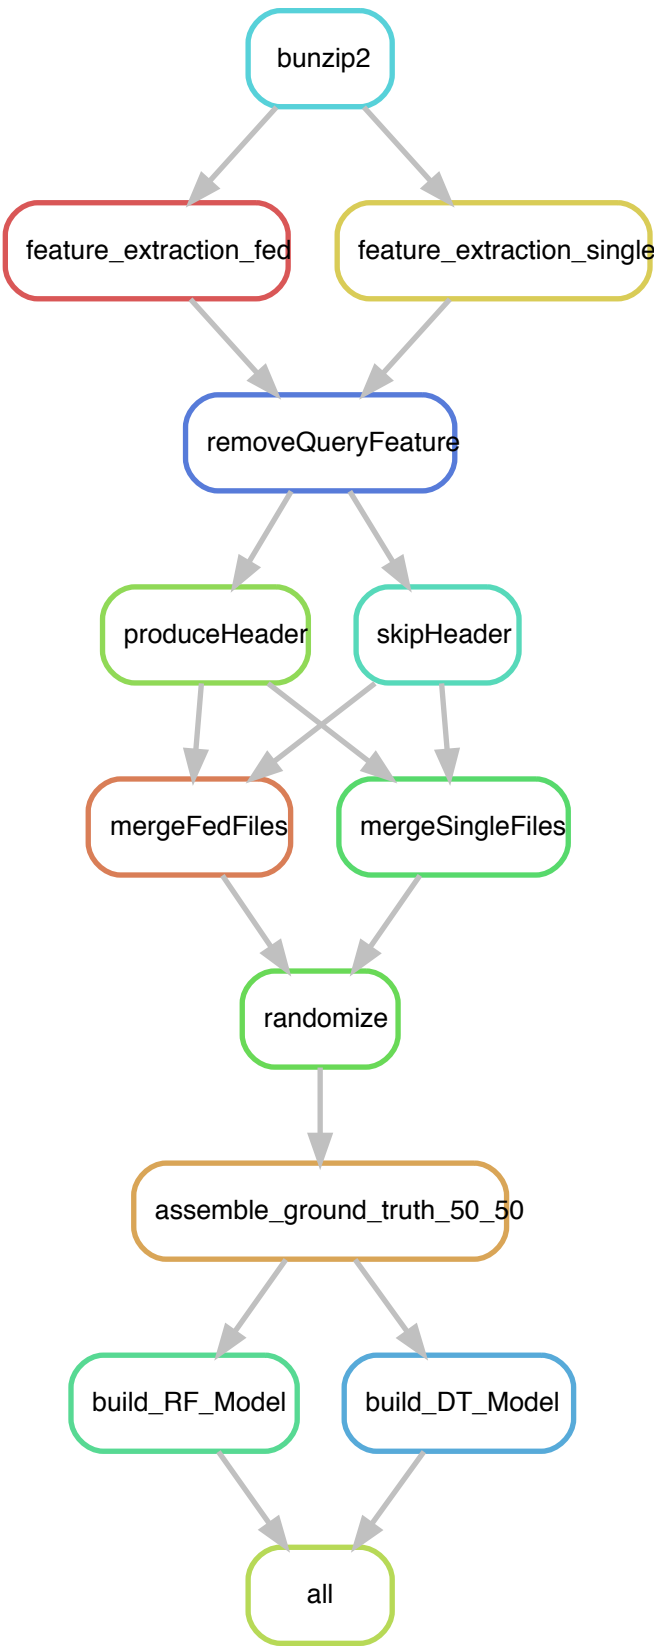 bunzip2
feature_extraction_fed
feature_extraction_single
removeQueryFeature
produceHeader
skipHeader
mergeFedFiles
mergeSingleFiles
randomize
assemble_ground_truth_50_50
build_RF_Model
build_DT_Model
all